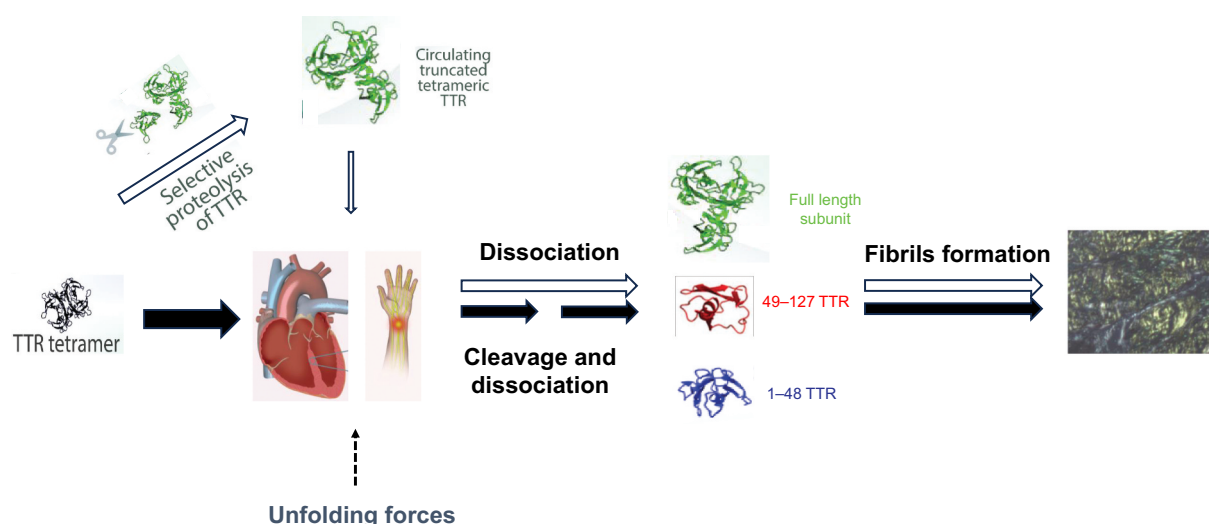 Circulating
truncated
tetrameric
TTR
Selective
proteolysis
of TTR
Full length
subunit
Dissociation
Fibrils formation
49–127 TTR
TTR tetramer
Cleavage and
dissociation
1–48 TTR
Unfolding forces